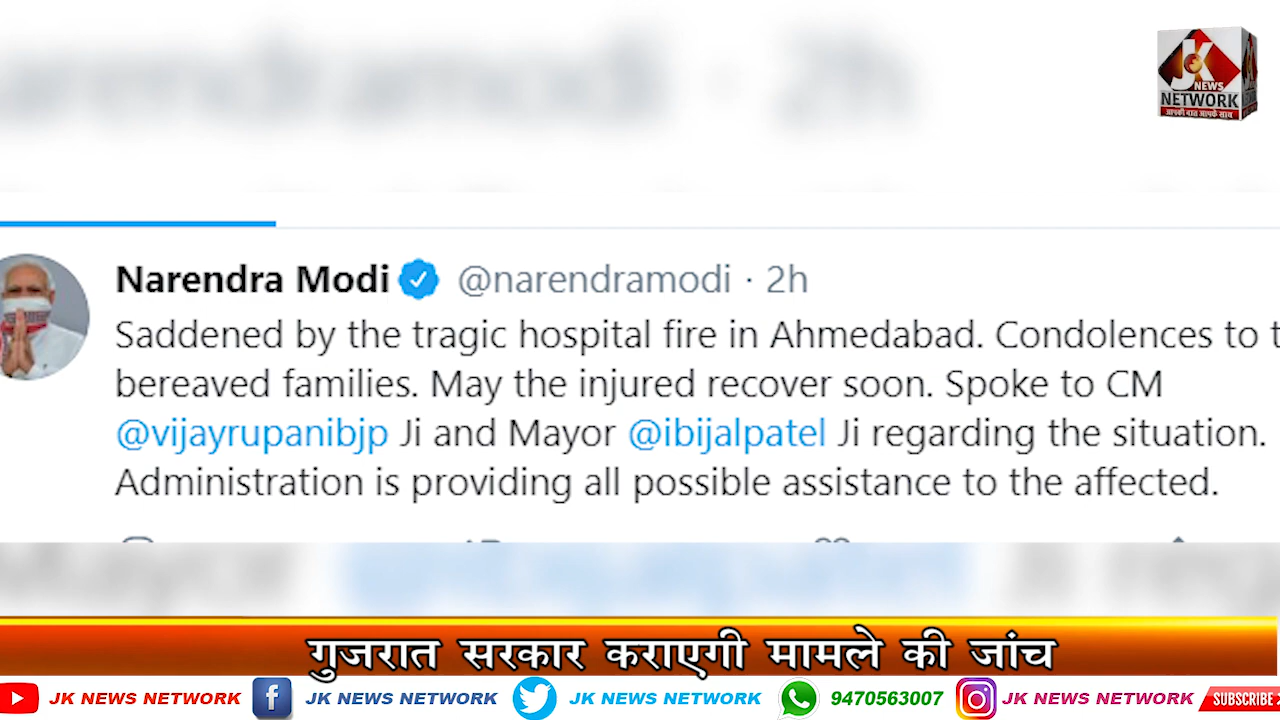 JK
NEWS
NETWORK
आपकी बात आपके साथ
Narendra Modi @narendramodi · 2h
Saddened by the tragic hospital fire in Ahmedabad. Condolences to t
bereaved families. May the injured recover soon. Spoke to CM
@vijayrupanibjp Ji and Mayor @ibijalpatel Ji regarding the situation.
Administration is providing all possible assistance to the affected.
गुजरात सरकार कराएगी मामले की जांच
JK NEWS NETWORK JK NEWS NETWORK JK NEWS NETWORK 9470563007 JK NEWS NETWORK SUBSCRIBE